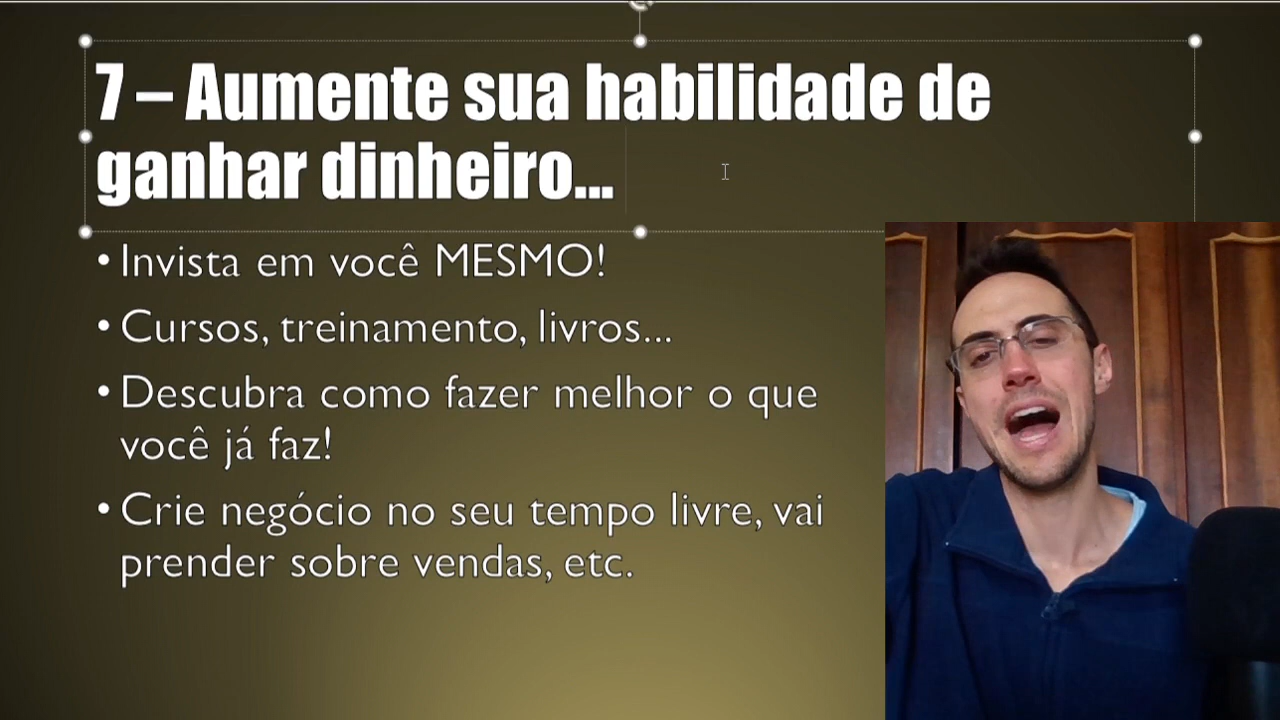 7 – Aumente sua habilidade de
ganhar dinheiro...
• Invista em você MESMO!
• Cursos, treinamento, livros...
• Descubra como fazer melhor o que
você já faz!
• Crie negócio no seu tempo livre, vai
prender sobre vendas, etc.